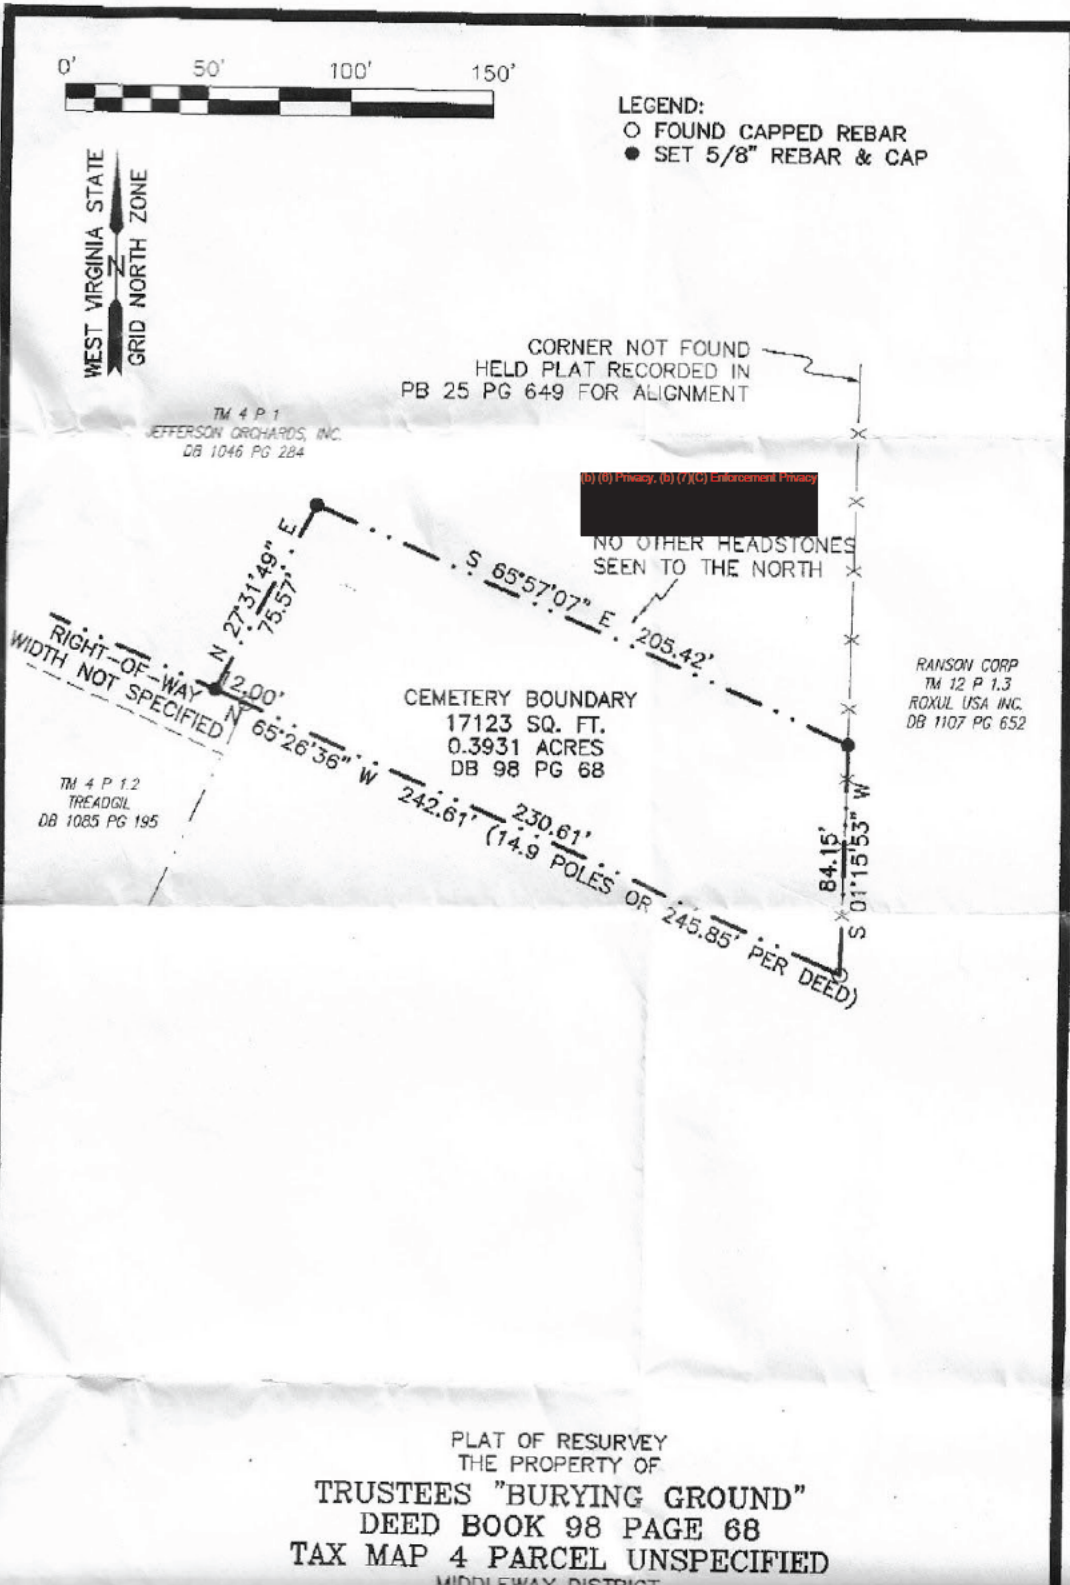 0' 50' 100' 150'
LEGEND:
FOUND CAPPED REBAR
SET 5/8" REBAR & CAP
WEST VIRGINIA STATE
GRID NORTH ZONE
N
CORNER NOT FOUND
HELD PLAT RECORDED IN
PB 25 PG 649 FOR ALIGNMENT
TM 4 P 1
JEFFERSON ORCHARDS, INC.
DB 1046 PG 284
(b) (6) Privacy, (b) (7)(C) Enforcement Privacy
NO OTHER HEADSTONES
SEEN TO THE NORTH
N 27°31'49" E
75.57'
S 65°57'07" E 205.42'
RIGHT-OF-WAY
WIDTH NOT SPECIFIED
12.00'
N 65°26'36" W 242.61' (14.9 POLES OR 245.85' PER DEED)
230.61'
CEMETERY BOUNDARY
17123 SQ. FT.
0.3931 ACRES
DB 98 PG 68
RANSON CORP
TM 12 P 1.3
ROXUL USA INC.
DB 1107 PG 652
TM 4 P 1.2
TREADGIL
DB 1085 PG 195
84.15'
S 01°15'53" W
PLAT OF RESURVEY
THE PROPERTY OF
TRUSTEES "BURYING GROUND"
DEED BOOK 98 PAGE 68
TAX MAP 4 PARCEL UNSPECIFIED
MIDDLEWAY DISTRICT